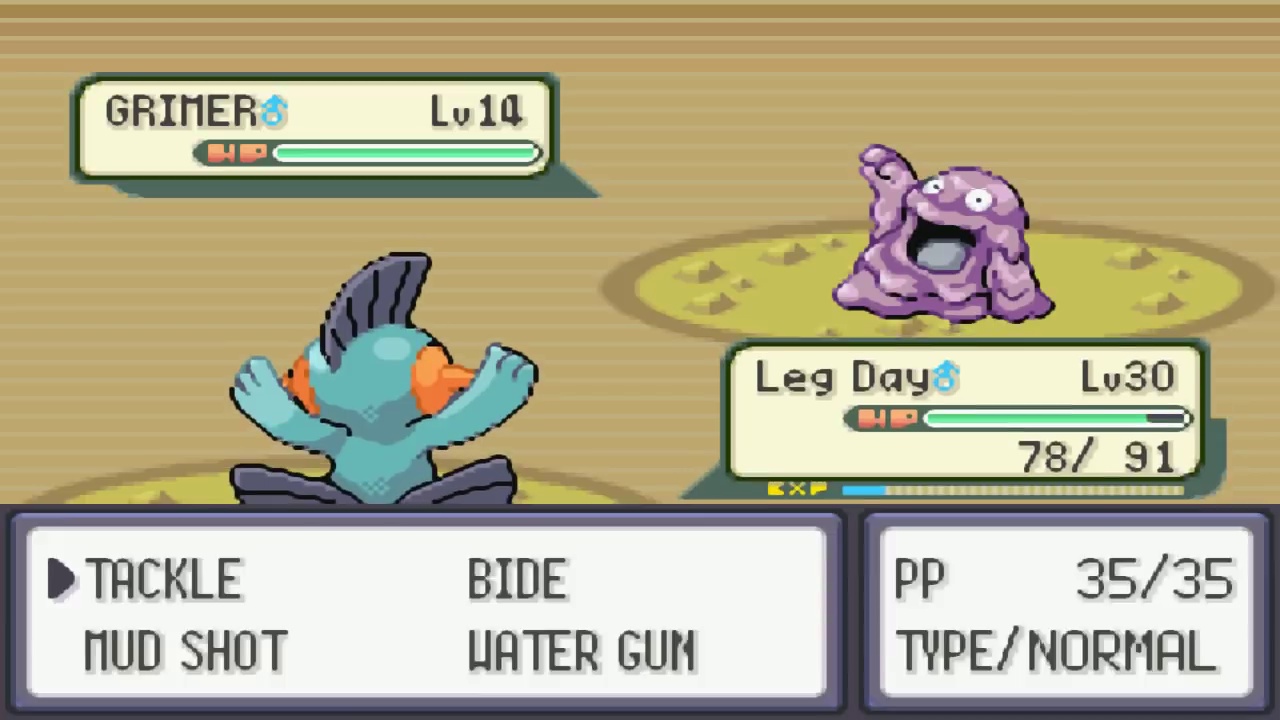 GRIMER♂ Lv14
HP
Leg Day♂ Lv30
HP
78/ 91
EXP
TACKLE BIDE
MUD SHOT WATER GUN
PP 35/35
TYPE/NORMAL